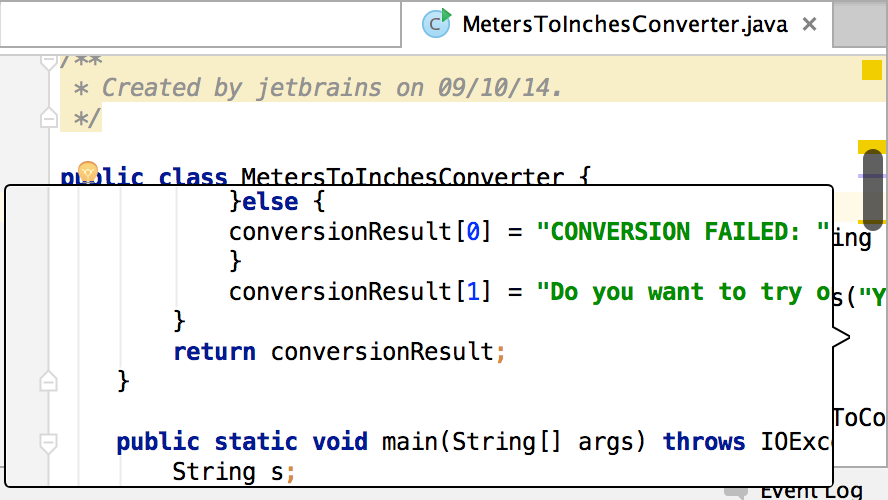 MetersToInchesConverter.java
/**
* Created by jetbrains on 09/10/14.
*/
public class MetersToInchesConverter {
}else {
conversionResult[0] = "CONVERSION FAILED: "ing
}
conversionResult[1] = "Do you want to try os("Y
}
return conversionResult;
}
ToCo
public static void main(String[] args) throws IOExc
String s;
Event Log